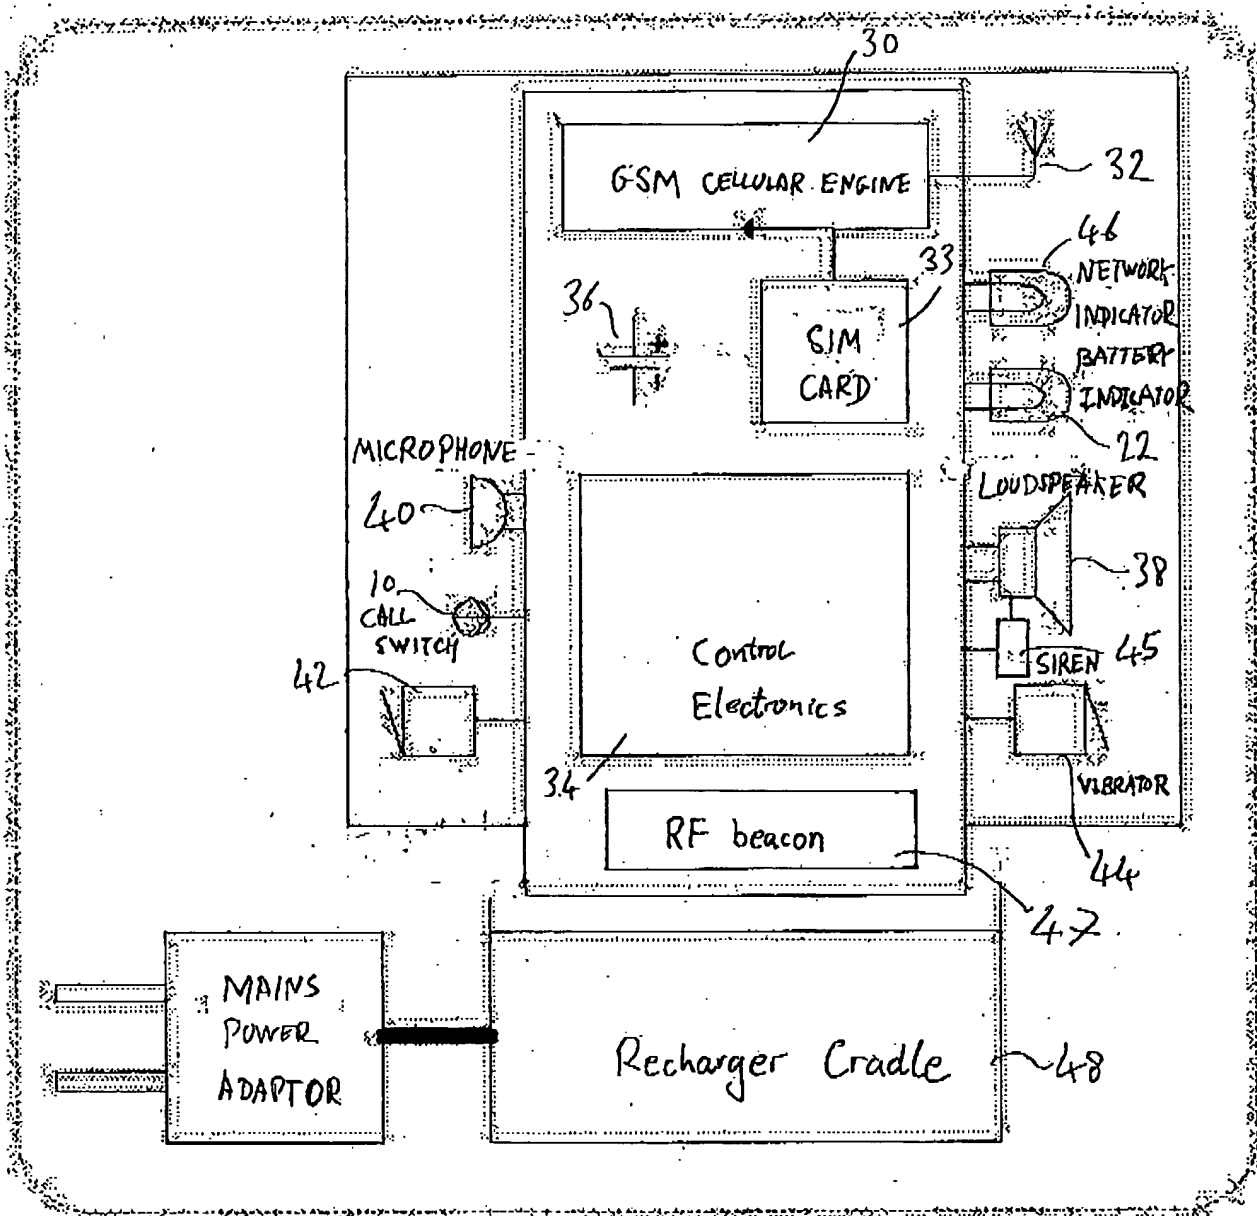 30
GSM CELLULAR ENGINE
32
46
NETWORK
INDICATOR
33
36
SIM
CARD
BATTERY
INDICATOR
22
MICROPHONE
LOUDSPEAKER
40
38
10
CALL
SWITCH
SIREN 45
42
Control
Electronics
34
VIBRATOR
RF beacon
44
47
MAINS
POWER
ADAPTOR
Recharger Cradle
48